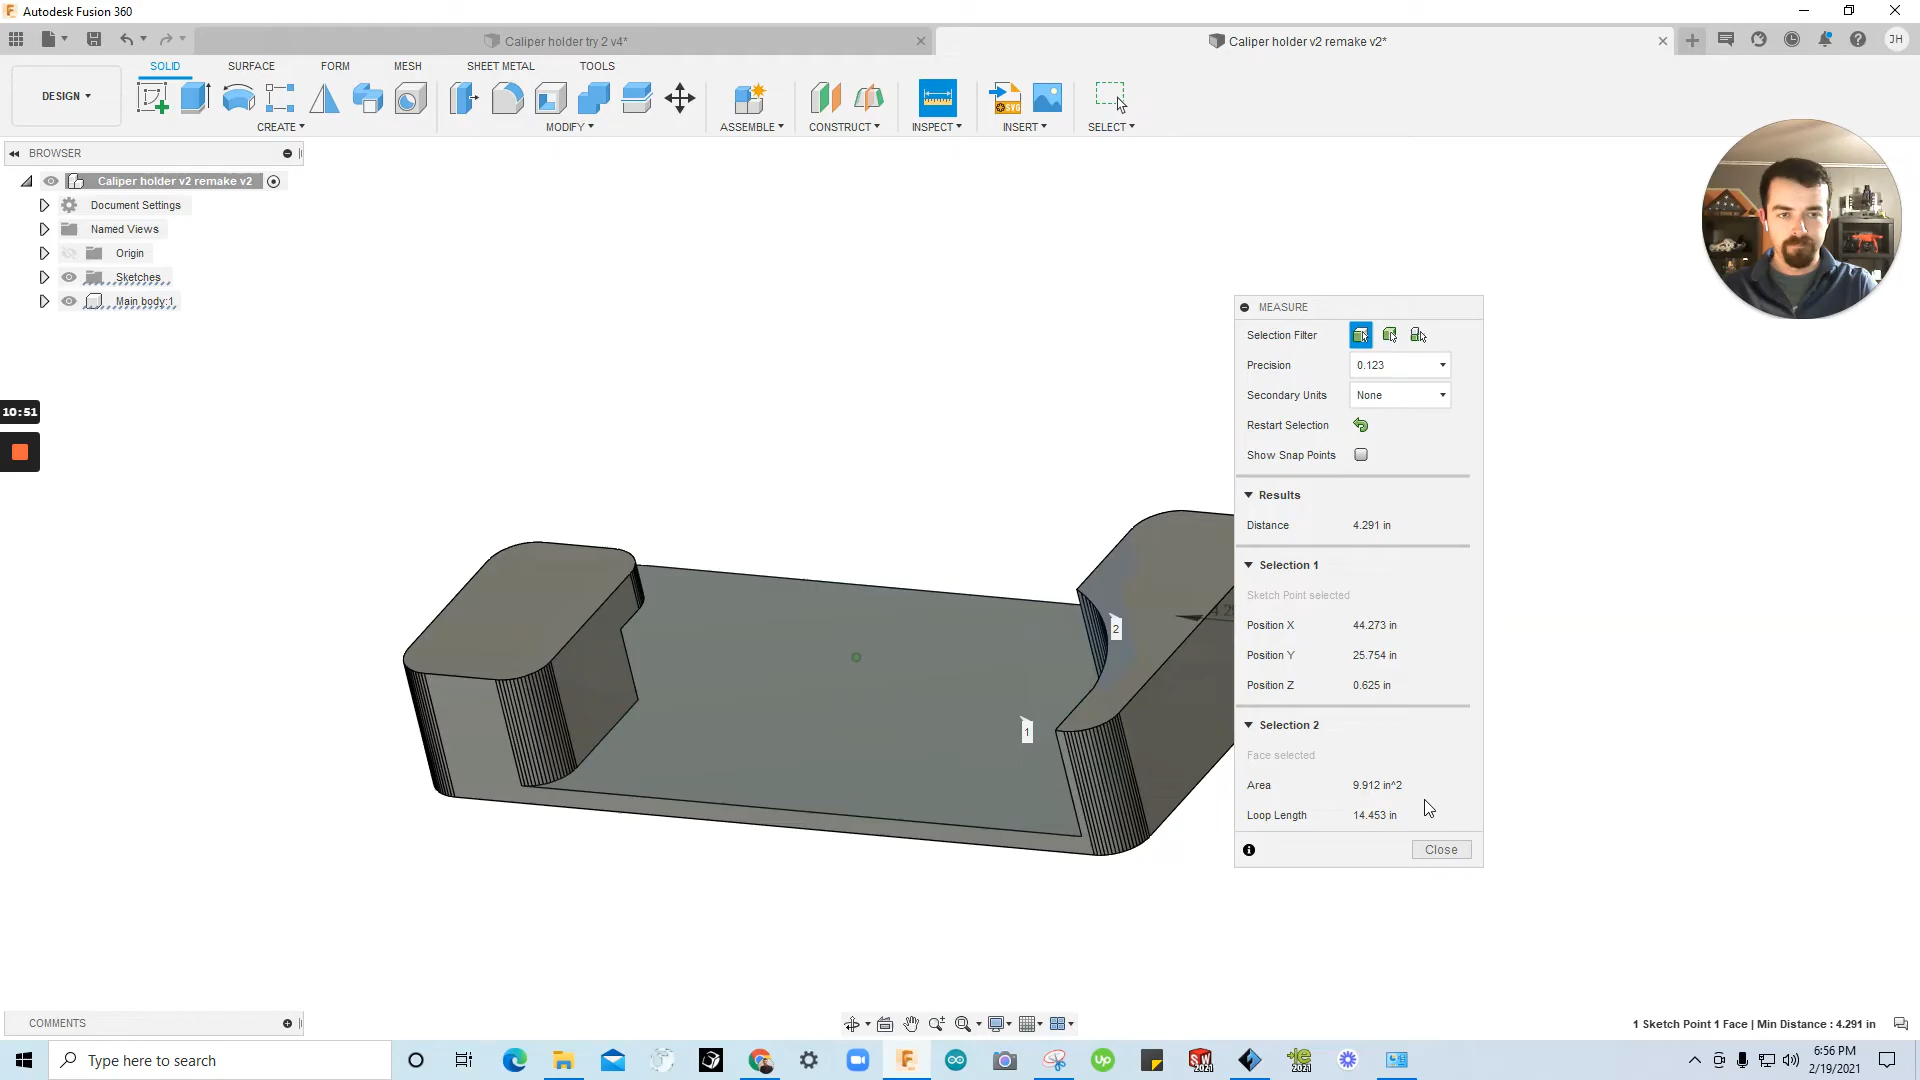 Autodesk Fusion 360
Caliper holder try 2 v4*
Caliper holder v2 remake v2*
JH
DESIGN
SOLID
SURFACE
FORM
MESH
SHEET METAL
TOOLS
CREATE
MODIFY
ASSEMBLE
CONSTRUCT
INSPECT
INSERT
SELECT
BROWSER
Caliper holder v2 remake v2
Document Settings
Named Views
Origin
Sketches
Main body:1
10:51
MEASURE
Selection Filter
Precision 0.123
Secondary Units None
Restart Selection
Show Snap Points
Results
Distance 4.291 in
Selection 1
Sketch Point selected
Position X 44.273 in
Position Y 25.754 in
Position Z 0.625 in
Selection 2
Face selected
Area 9.912 in^2
Loop Length 14.453 in
Close
2
1
COMMENTS
1 Sketch Point 1 Face | Min Distance : 4.291 in
Type here to search
6:56 PM
2/19/2021